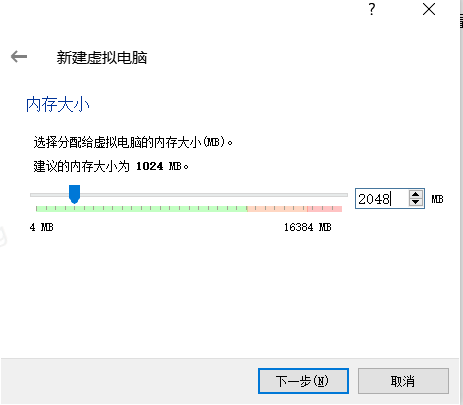 ?
新建虚拟电脑
内存大小
选择分配给虚拟电脑的内存大小(MB)。
建议的内存大小为 1024 MB。
2048 MB
4 MB 16384 MB
下一步(N) 取消